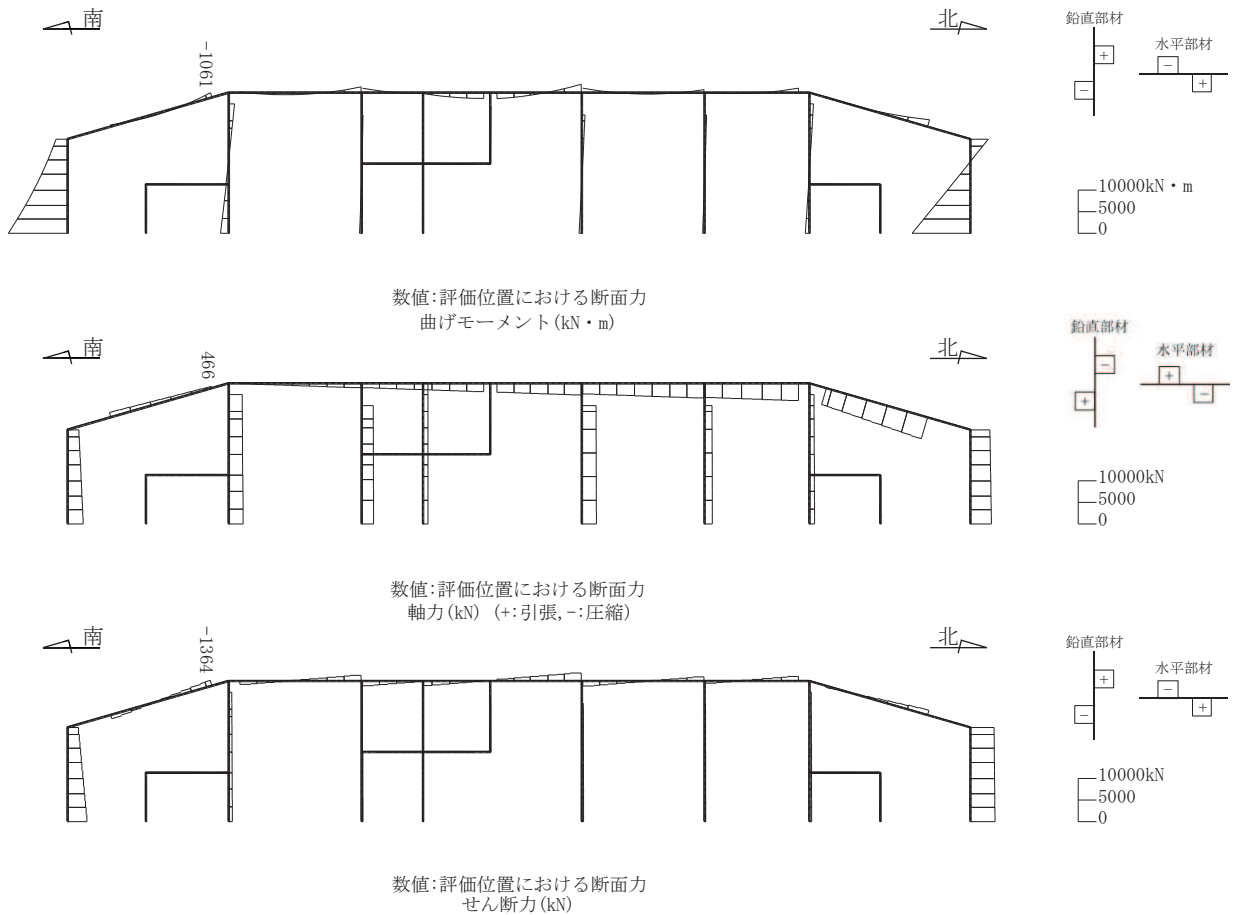 南
北
-1061
鉛直部材
+
-
水平部材
-
+
10000kN・m
5000
0
数値:評価位置における断面力
曲げモーメント(kN・m)
南
北
466
鉛直部材
-
+
水平部材
+
-
10000kN
5000
0
数値:評価位置における断面力
軸力(kN) (+:引張,-:圧縮)
南
北
-1364
鉛直部材
+
-
水平部材
-
+
10000kN
5000
0
数値:評価位置における断面力
せん断力(kN)